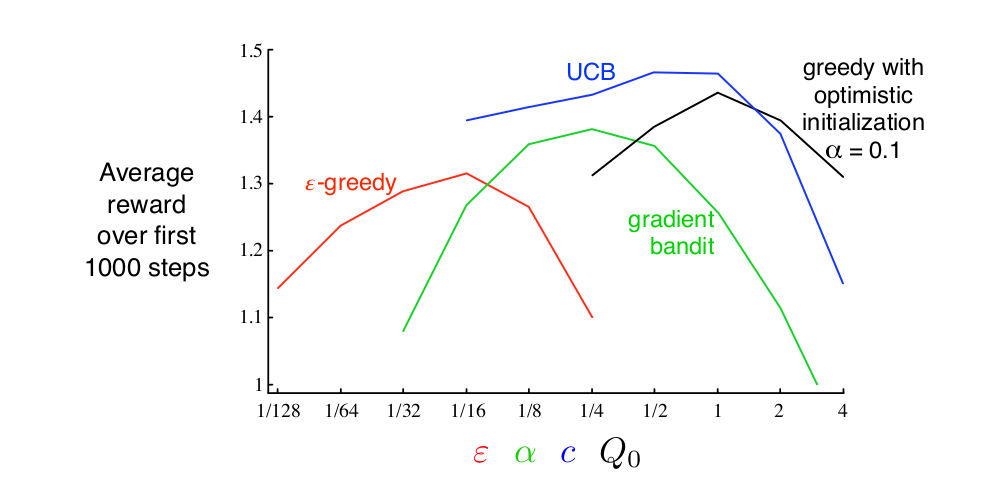 1.5
1.4
1.3
1.2
1.1
1
Average
reward
over first
1000 steps
ε-greedy
UCB
gradient
bandit
greedy with
optimistic
initialization
α = 0.1
1/128 1/64 1/32 1/16 1/8 1/4 1/2 1 2 4
ε α c Q₀